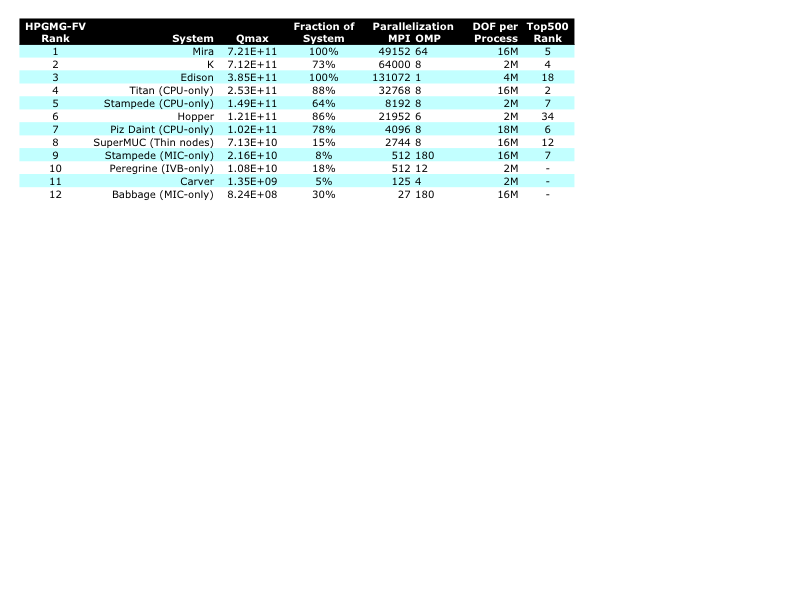 HPGMG-FV Fraction of Parallelization DOF per Top500
Rank System Qmax System MPI OMP Process Rank
1 Mira 7.21E+11 100% 49152 64 16M 5
2 K 7.12E+11 73% 64000 8 2M 4
3 Edison 3.85E+11 100% 131072 1 4M 18
4 Titan (CPU-only) 2.53E+11 88% 32768 8 16M 2
5 Stampede (CPU-only) 1.49E+11 64% 8192 8 2M 7
6 Hopper 1.21E+11 86% 21952 6 2M 34
7 Piz Daint (CPU-only) 1.02E+11 78% 4096 8 18M 6
8 SuperMUC (Thin nodes) 7.13E+10 15% 2744 8 16M 12
9 Stampede (MIC-only) 2.16E+10 8% 512 180 16M 7
10 Peregrine (IVB-only) 1.08E+10 18% 512 12 2M -
11 Carver 1.35E+09 5% 125 4 2M -
12 Babbage (MIC-only) 8.24E+08 30% 27 180 16M -